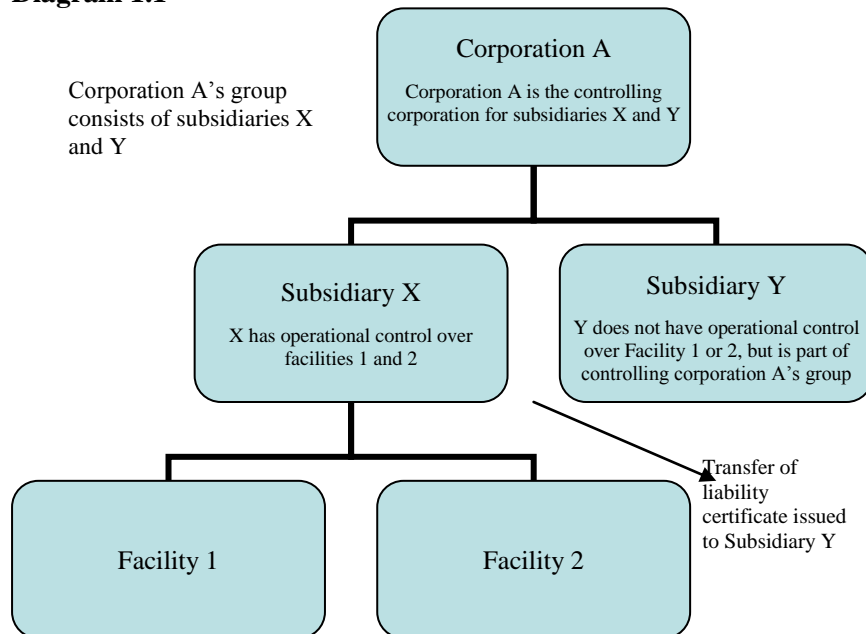 Diagram 1.1
Corporation A
Corporation A is the controlling
corporation for subsidiaries X and Y
Corporation A’s group
consists of subsidiaries X
and Y
Subsidiary X
X has operational control over
facilities 1 and 2
Subsidiary Y
Y does not have operational control
over Facility 1 or 2, but is part of
controlling corporation A’s group
Transfer of
liability
certificate issued
to Subsidiary Y
Facility 1
Facility 2